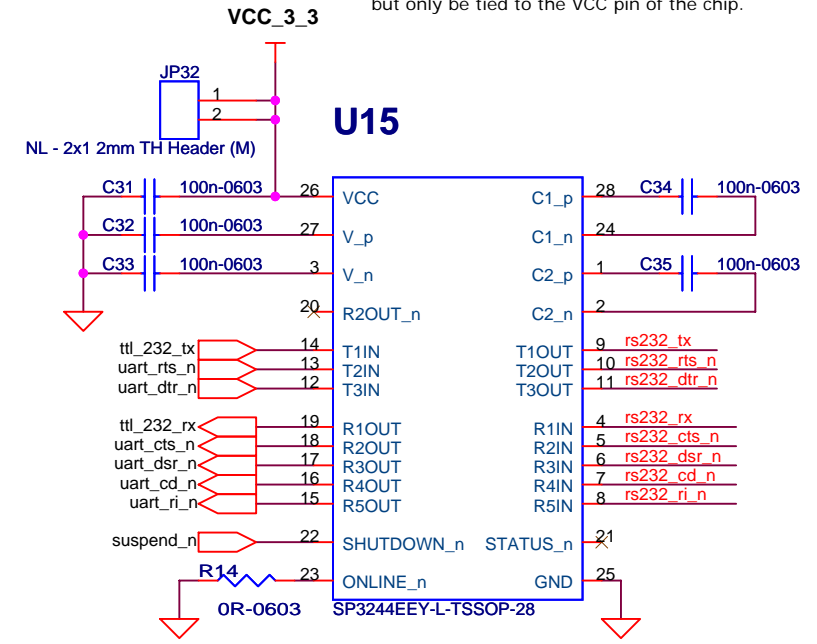 but only be tied to the VCC pin of the chip.
VCC_3_3
JP32
1
2
U15
NL - 2x1 2mm TH Header (M)
C31 100n-0603 26 VCC C1_p 28 C34 100n-0603
C32 100n-0603 27 V_p C1_n 24
C33 100n-0603 3 V_n C2_p 1 C35 100n-0603
20 R2OUT_n C2_n 2
ttl_232_tx 14 T1IN T1OUT 9 rs232_tx
uart_rts_n 13 T2IN T2OUT 10 rs232_rts_n
uart_dtr_n 12 T3IN T3OUT 11 rs232_dtr_n
ttl_232_rx 19 R1OUT R1IN 4 rs232_rx
uart_cts_n 18 R2OUT R2IN 5 rs232_cts_n
uart_dsr_n 17 R3OUT R3IN 6 rs232_dsr_n
uart_cd_n 16 R4OUT R4IN 7 rs232_cd_n
uart_ri_n 15 R5OUT R5IN 8 rs232_ri_n
suspend_n 22 SHUTDOWN_n STATUS_n 21
R14 23 ONLINE_n GND 25
0R-0603 SP3244EEY-L-TSSOP-28